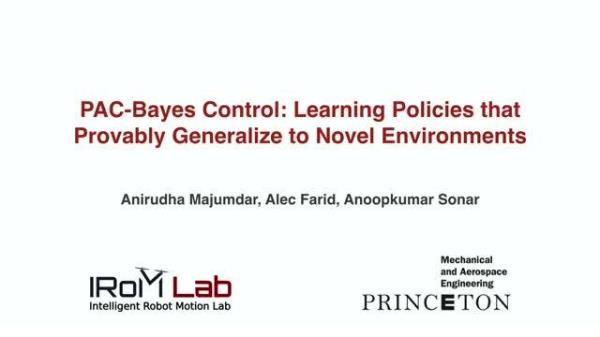 PAC-Bayes Control: Learning Policies that
Provably Generalize to Novel Environments
Anirudha Majumdar, Alec Farid, Anoopkumar Sonar
IRoM Lab
Intelligent Robot Motion Lab
Mechanical
and Aerospace
Engineering
PRINCETON